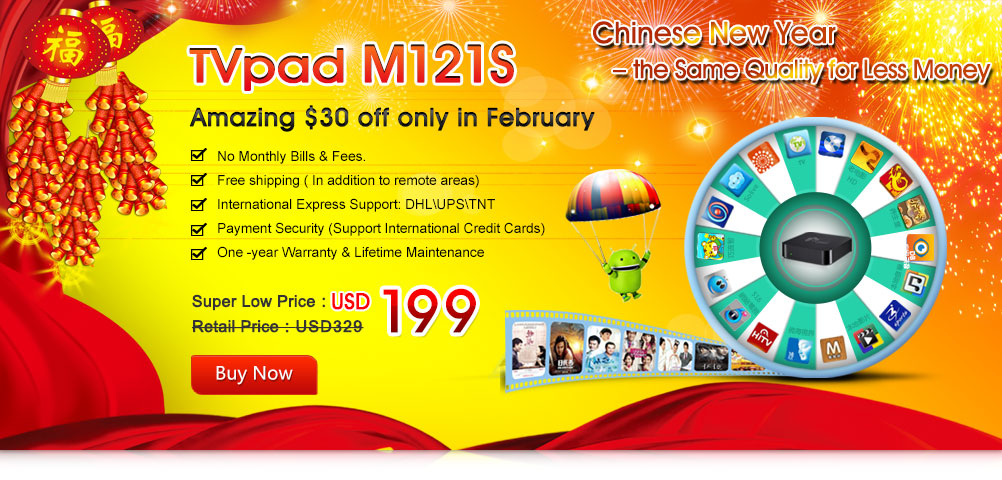 福
福
Chinese New Year
– the Same Quality for Less Money
TVpad M121S
Amazing $30 off only in February
No Monthly Bills & Fees.
Free shipping ( In addition to remote areas)
International Express Support: DHL\UPS\TNT
Payment Security (Support International Credit Cards)
One -year Warranty & Lifetime Maintenance
Super Low Price : USD 199
Retail Price : USD329
Buy Now
TV
HD
HITV
M